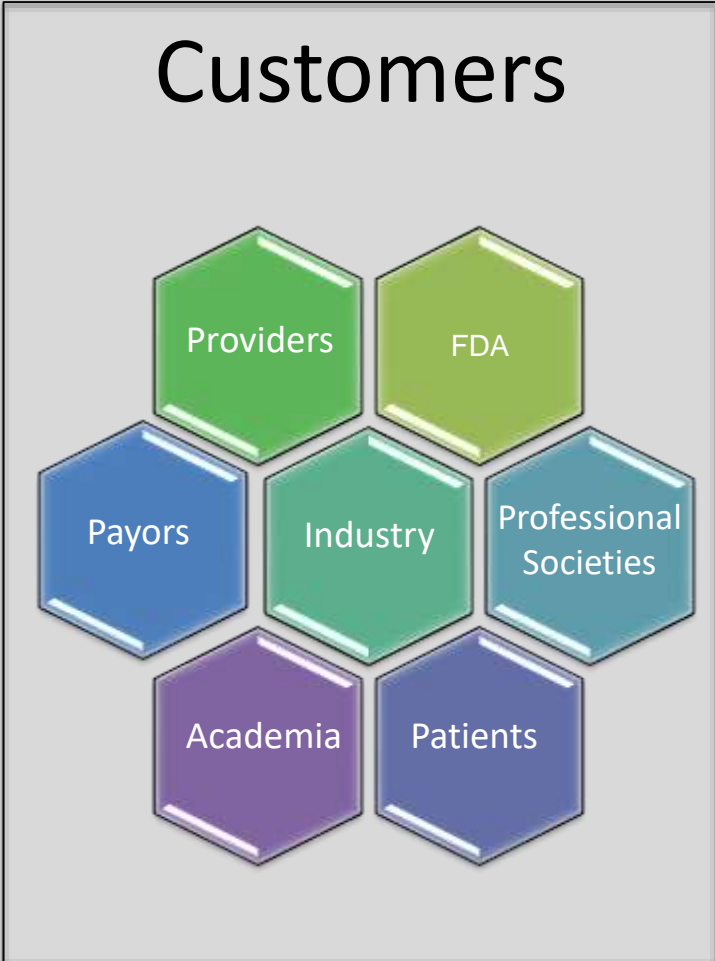 Customers
Providers
FDA
Payors
Industry
Professional
Societies
Academia
Patients